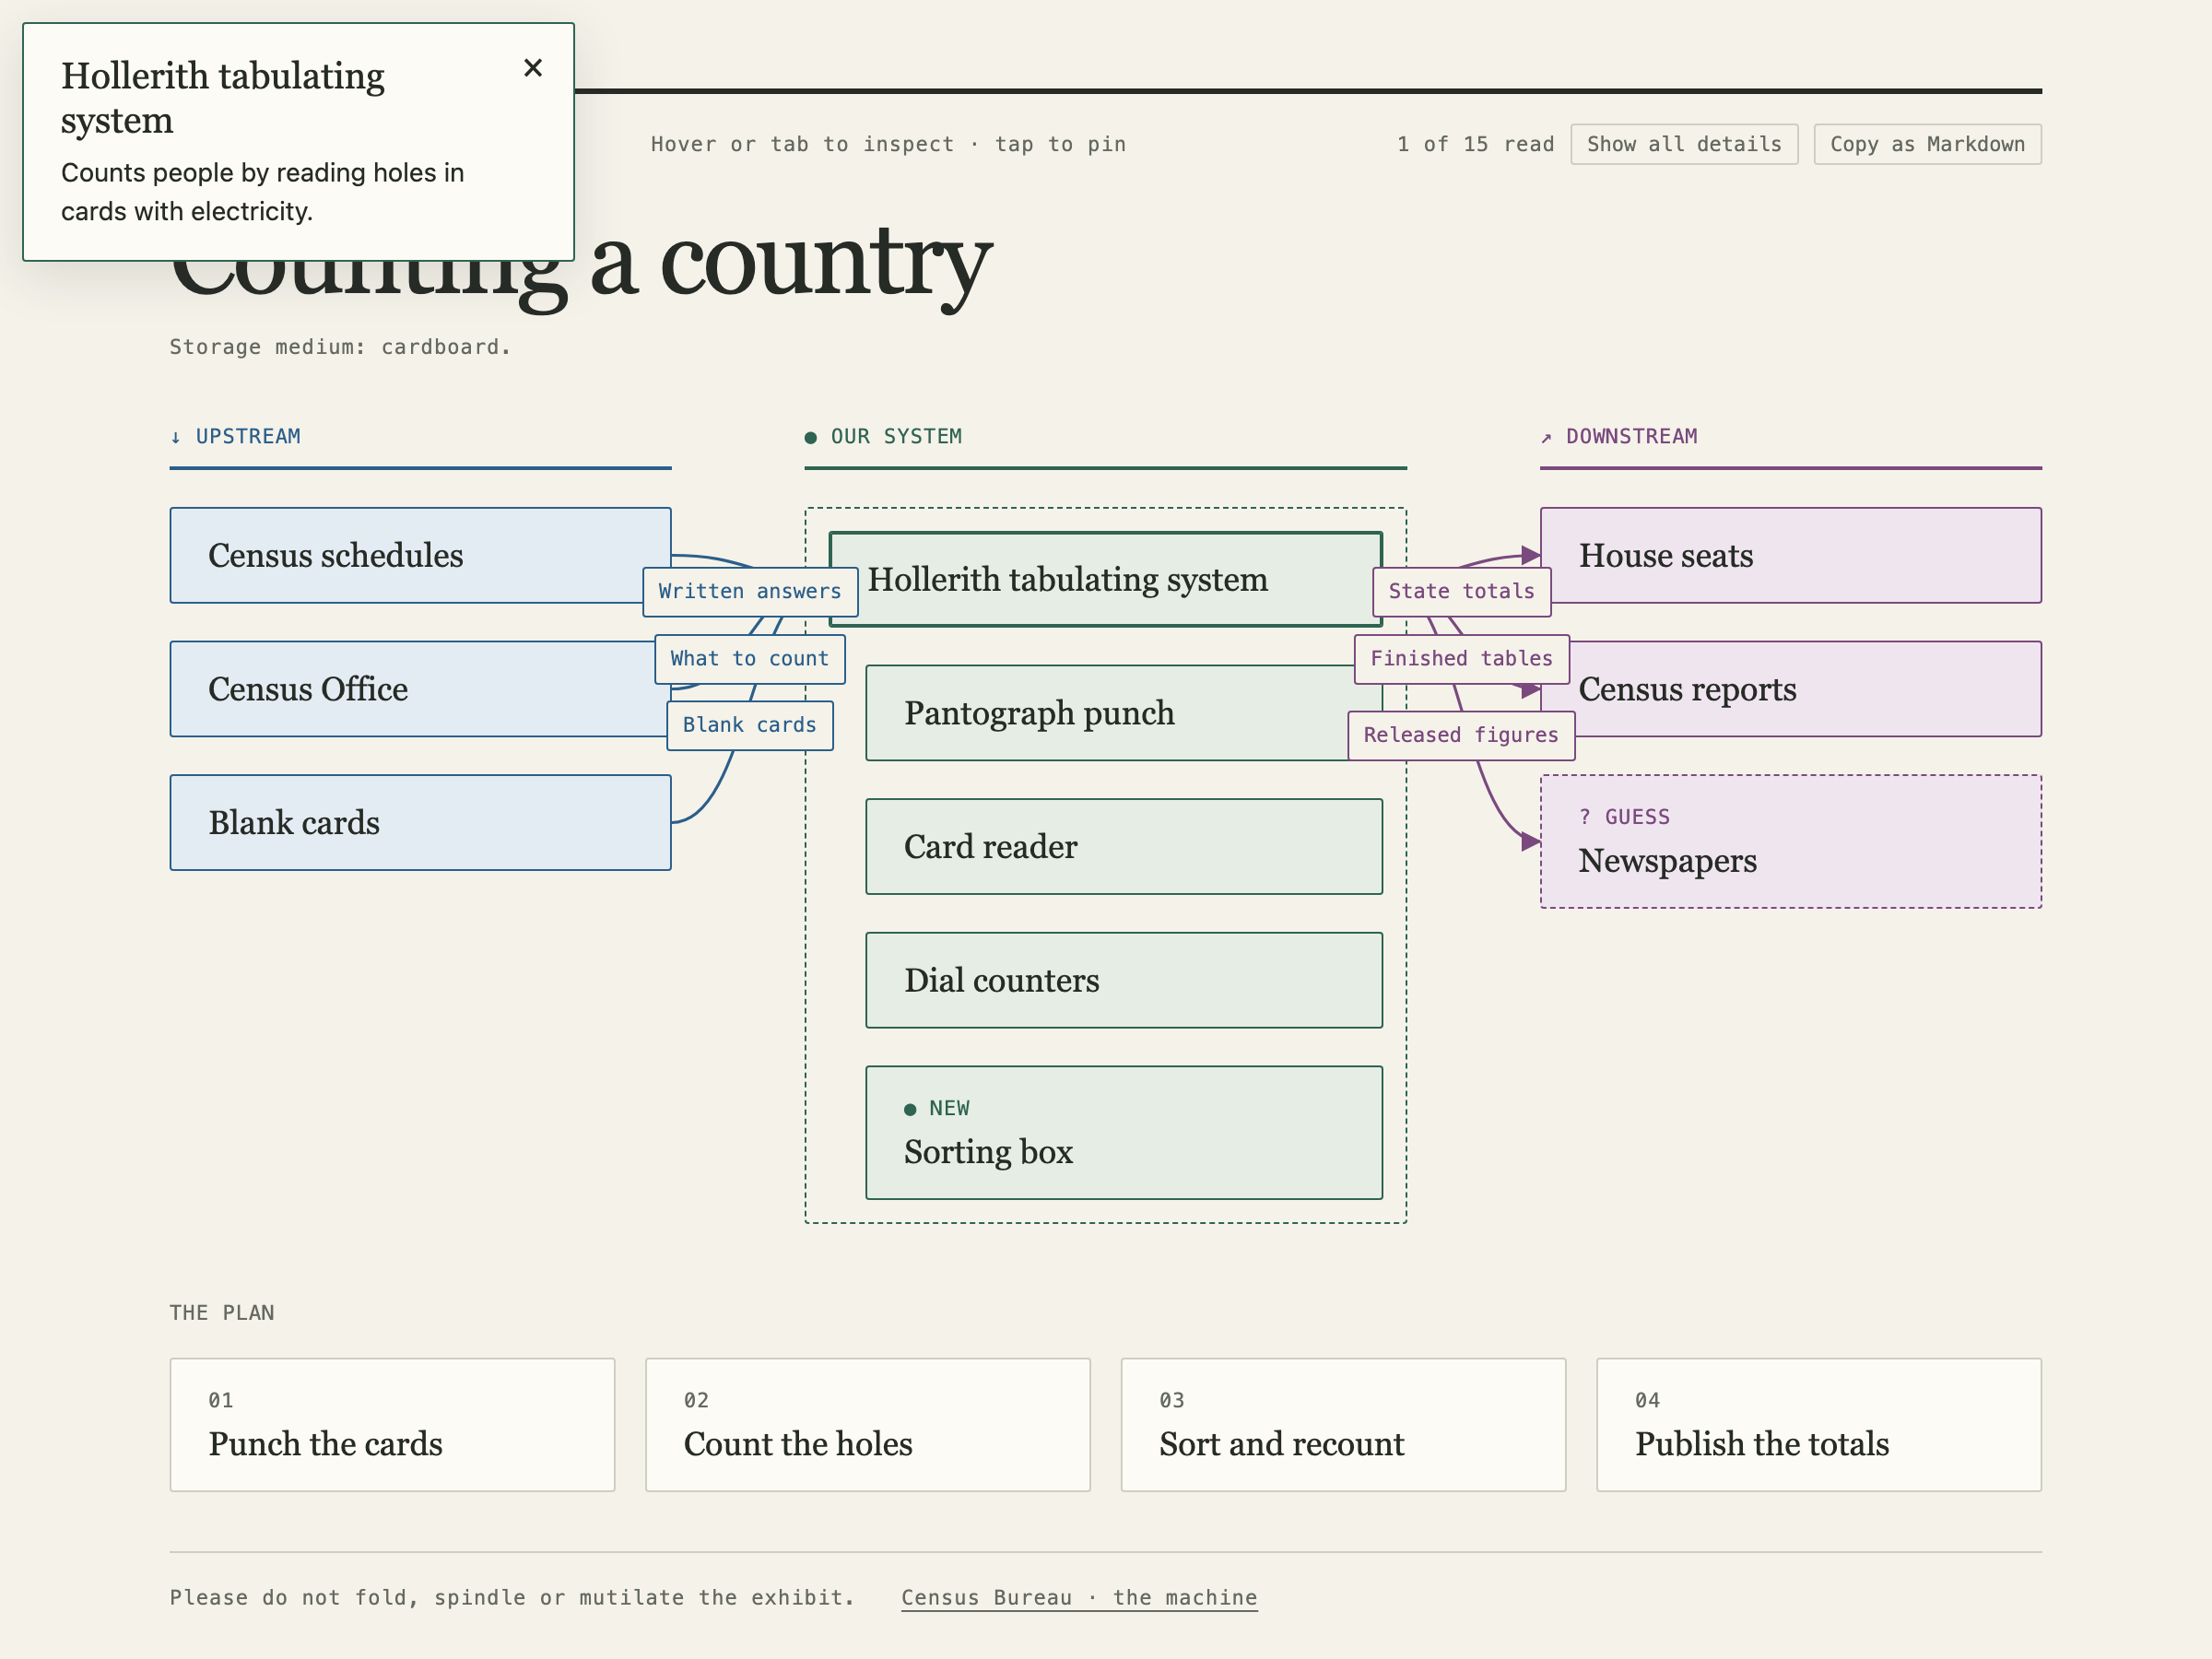 Hollerith tabulating
system
×
Counts people by reading holes in
cards with electricity.
Hover or tab to inspect · tap to pin
1 of 15 read
Show all details
Copy as Markdown
Counting a country
Storage medium: cardboard.
↓ UPSTREAM
Census schedules
Census Office
Blank cards
Written answers
What to count
Blank cards
● OUR SYSTEM
Hollerith tabulating system
Pantograph punch
Card reader
Dial counters
● NEW
Sorting box
State totals
Finished tables
Released figures
↗ DOWNSTREAM
House seats
Census reports
? GUESS
Newspapers
THE PLAN
01
Punch the cards
02
Count the holes
03
Sort and recount
04
Publish the totals
Please do not fold, spindle or mutilate the exhibit.
Census Bureau · the machine